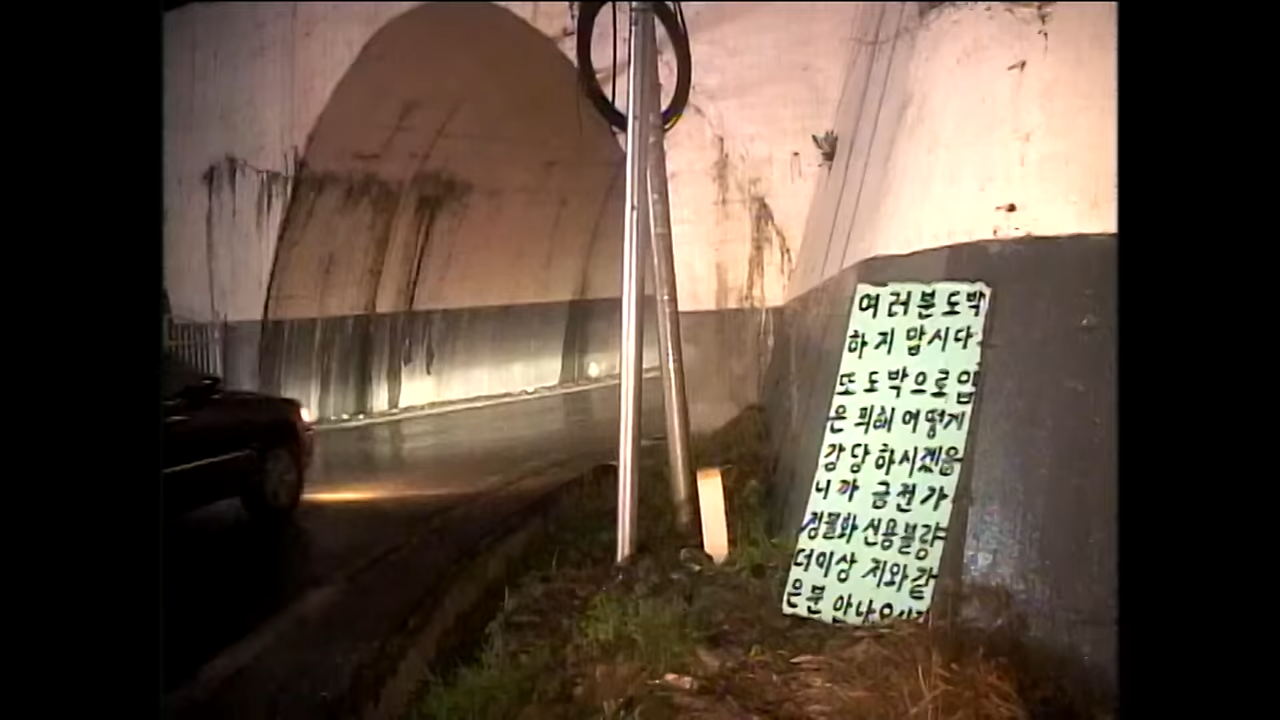 여러분 도박
하지 맙시다.
또 도박으로 입
은 피해 어떻게
감당하시겠읍
니까 금전 가
정불화 신용불량
더이상 저와 같
은 분 안나오시